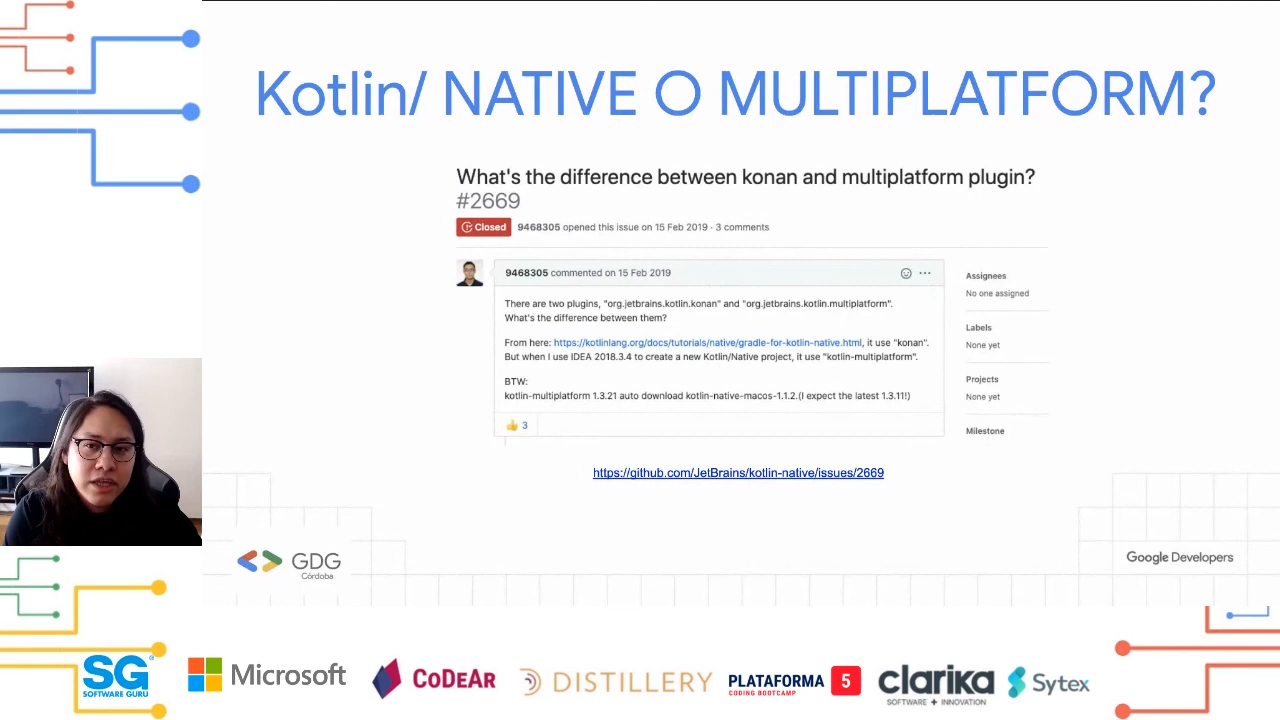 Kotlin/ NATIVE O MULTIPLATFORM?
What's the difference between konan and multiplatform plugin?
#2669
Closed 9468305 opened this issue on 15 Feb 2019 · 3 comments
9468305 commented on 15 Feb 2019
There are two plugins, "org.jetbrains.kotlin.konan" and "org.jetbrains.kotlin.multiplatform".
What's the difference between them?
From here: https://kotlinlang.org/docs/tutorials/native/gradle-for-kotlin-native.html, it use "konan".
But when I use IDEA 2018.3.4 to create a new Kotlin/Native project, it use "kotlin-multiplatform".
BTW:
kotlin-multiplatform 1.3.21 auto download kotlin-native-macos-1.1.2.(I expect the latest 1.3.11!)
3
Assignees
No one assigned
Labels
None yet
Projects
None yet
Milestone
https://github.com/JetBrains/kotlin-native/issues/2669
GDG
Córdoba
Google Developers
SG
SOFTWARE GURU
Microsoft
CoDeAr
DISTILLERY
PLATAFORMA 5
CODING BOOTCAMP
clarika
SOFTWARE + INNOVATION
Sytex